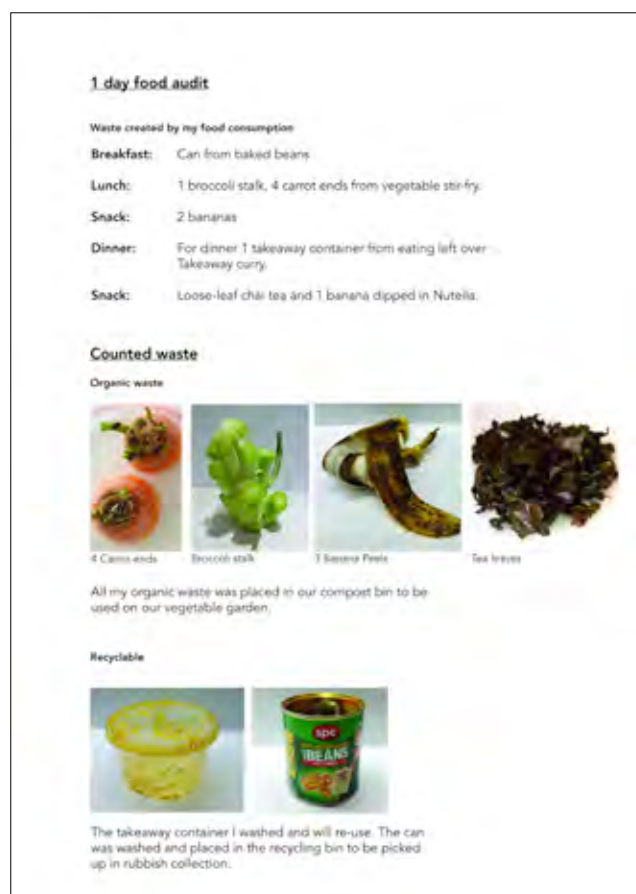 1 day food audit
Waste created by my food consumption
Breakfast: Can from baked beans
Lunch: 1 broccoli stalk, 4 carrot ends from vegetable stir-fry.
Snack: 2 bananas
Dinner: For dinner 1 takeaway container from eating left over
Takeaway curry.
Snack: Loose-leaf chai tea and 1 banana dipped in Nutella.
Counted waste
Organic waste
4 Carrot ends
Broccoli stalk
3 Banana Peels
Tea leaves
All my organic waste was placed in our compost bin to be
used on our vegetable garden.
Recyclable
spc
BEANS
The takeaway container I washed and will re-use. The can
was washed and placed in the recycling bin to be picked
up in rubbish collection.